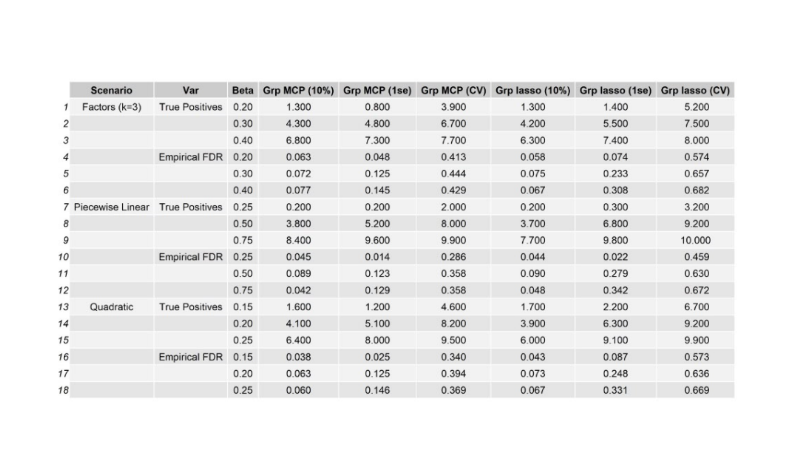 Scenario Var Beta Grp MCP (10%) Grp MCP (1se) Grp MCP (CV) Grp lasso (10%) Grp lasso (1se) Grp lasso (CV)
1 Factors (k=3) True Positives 0.20 1.300 0.800 3.900 1.300 1.400 5.200
2 0.30 4.300 4.800 6.700 4.200 5.500 7.500
3 0.40 6.800 7.300 7.700 6.300 7.400 8.000
4 Empirical FDR 0.20 0.063 0.048 0.413 0.058 0.074 0.574
5 0.30 0.072 0.125 0.444 0.075 0.233 0.657
6 0.40 0.077 0.145 0.429 0.067 0.308 0.682
7 Piecewise Linear True Positives 0.25 0.200 0.200 2.000 0.200 0.300 3.200
8 0.50 3.800 5.200 8.000 3.700 6.800 9.200
9 0.75 8.400 9.600 9.900 7.700 9.800 10.000
10 Empirical FDR 0.25 0.045 0.014 0.286 0.044 0.022 0.459
11 0.50 0.089 0.123 0.358 0.090 0.279 0.630
12 0.75 0.042 0.129 0.358 0.048 0.342 0.672
13 Quadratic True Positives 0.15 1.600 1.200 4.600 1.700 2.200 6.700
14 0.20 4.100 5.100 8.200 3.900 6.300 9.200
15 0.25 6.400 8.000 9.500 6.000 9.100 9.900
16 Empirical FDR 0.15 0.038 0.025 0.340 0.043 0.087 0.573
17 0.20 0.063 0.125 0.394 0.073 0.248 0.636
18 0.25 0.060 0.146 0.369 0.067 0.331 0.669